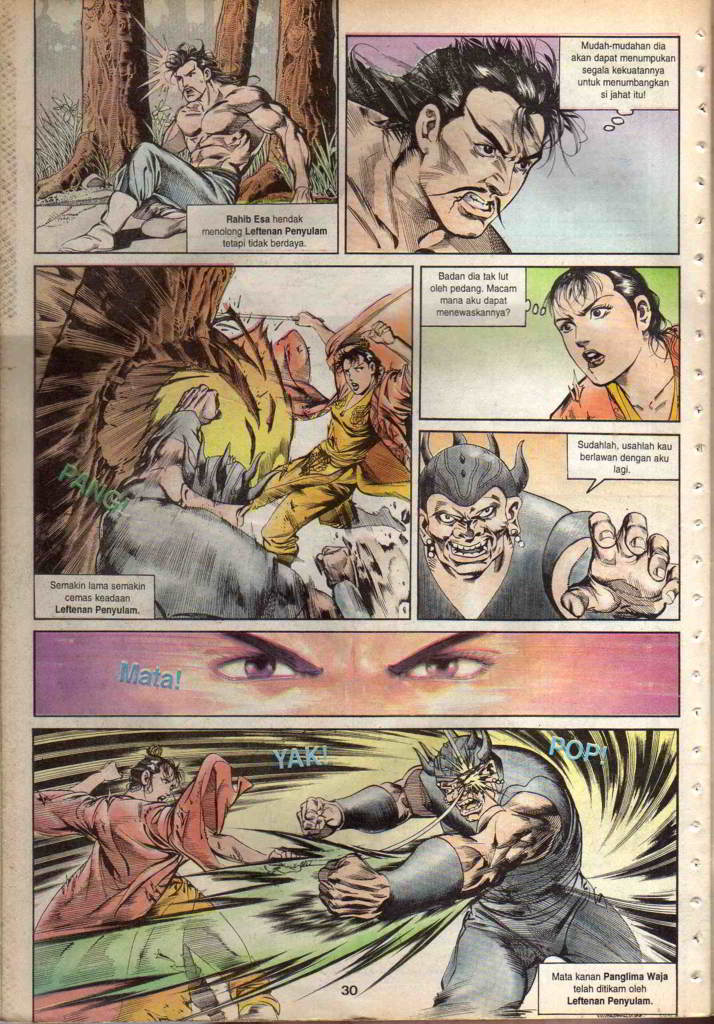 Rahib Esa hendak
menolong Leftenan Penyulam
tetapi tidak berdaya.
Mudah-mudahan dia
akan dapat menumpukan
segala kekuatannya
untuk menumbangkan
si jahat itu!
PANG!
Semakin lama semakin
cemas keadaan
Leftenan Penyulam.
Badan dia tak lut
oleh pedang. Macam
mana aku dapat
menewaskannya?
Sudahlah, usahlah kau
berlawan dengan aku
lagi.
Mata!
YAK!
POP!
Mata kanan Panglima Waja
telah ditikam oleh
Leftenan Penyulam.
30